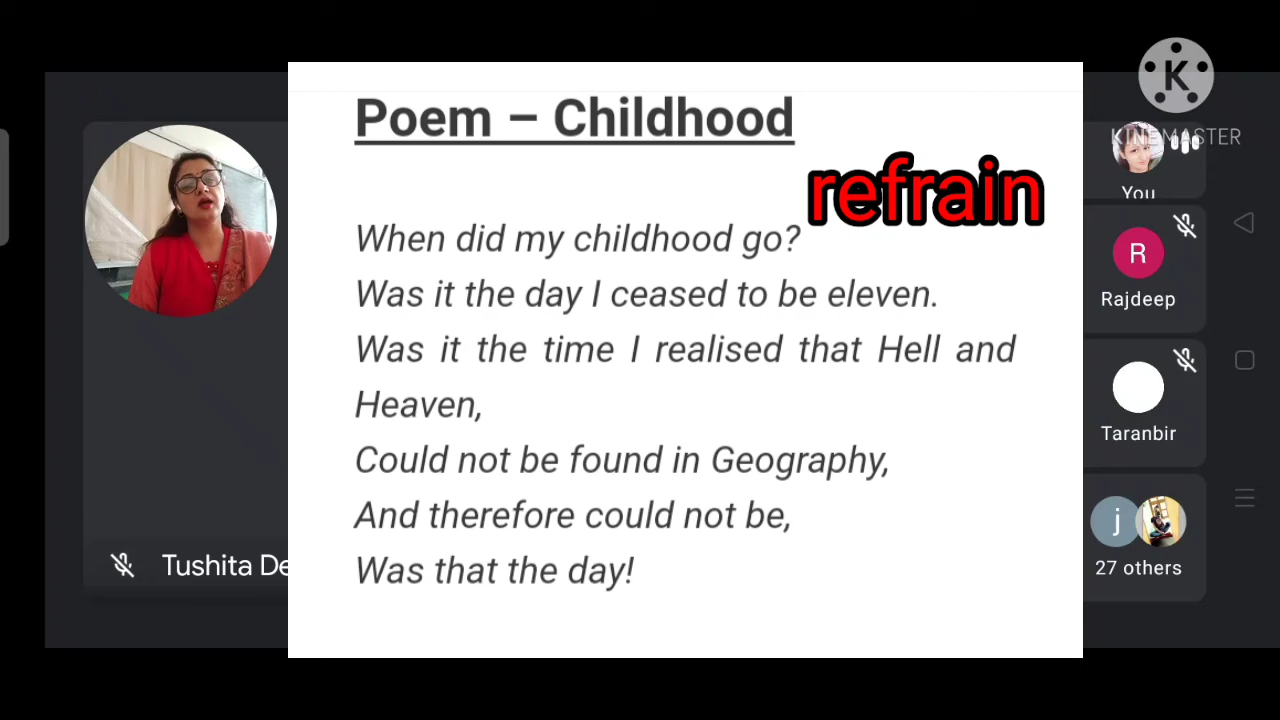 Poem – Childhood
refrain
When did my childhood go?
Was it the day I ceased to be eleven.
Was it the time I realised that Hell and
Heaven,
Could not be found in Geography,
And therefore could not be,
Was that the day!
Tushita De
K
KINEMASTER
You
R
Rajdeep
Taranbir
j
27 others